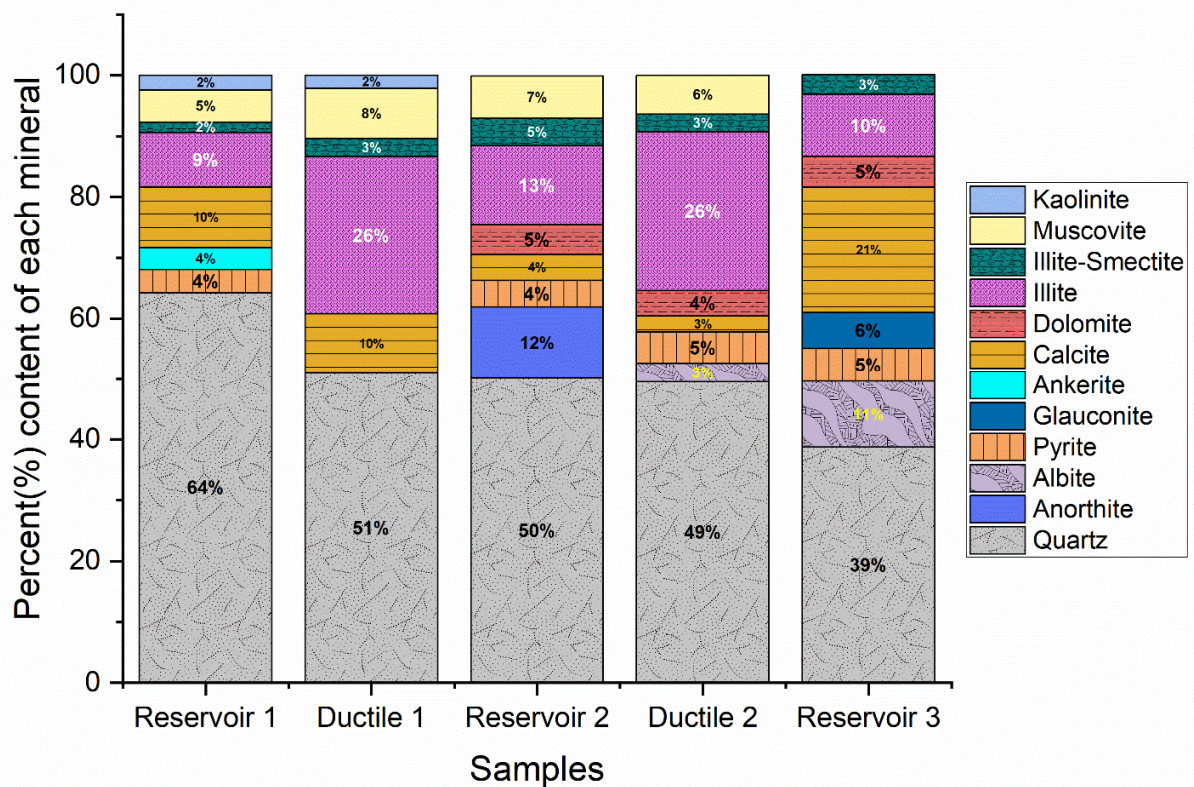 Percent(%) content of each mineral
100
80
60
40
20
0
2%
5%
2%
9%
10%
4%
4%
64%
2%
8%
3%
26%
10%
51%
7%
5%
13%
5%
4%
4%
12%
50%
6%
3%
26%
4%
3%
5%
3%
49%
3%
10%
5%
21%
6%
5%
11%
39%
Kaolinite
Muscovite
Illite-Smectite
Illite
Dolomite
Calcite
Ankerite
Glauconite
Pyrite
Albite
Anorthite
Quartz
Reservoir 1
Ductile 1
Reservoir 2
Ductile 2
Reservoir 3
Samples